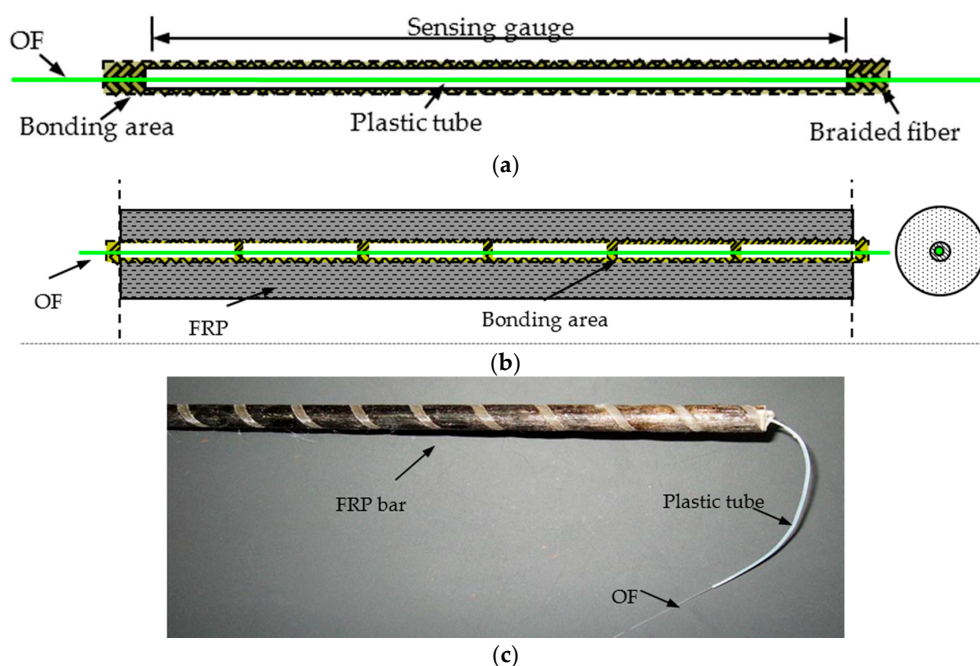 Sensing gauge
OF
Bonding area
Plastic tube
Braided fiber
(a)
OF
FRP
Bonding area
(b)
FRP bar
Plastic tube
OF
(c)